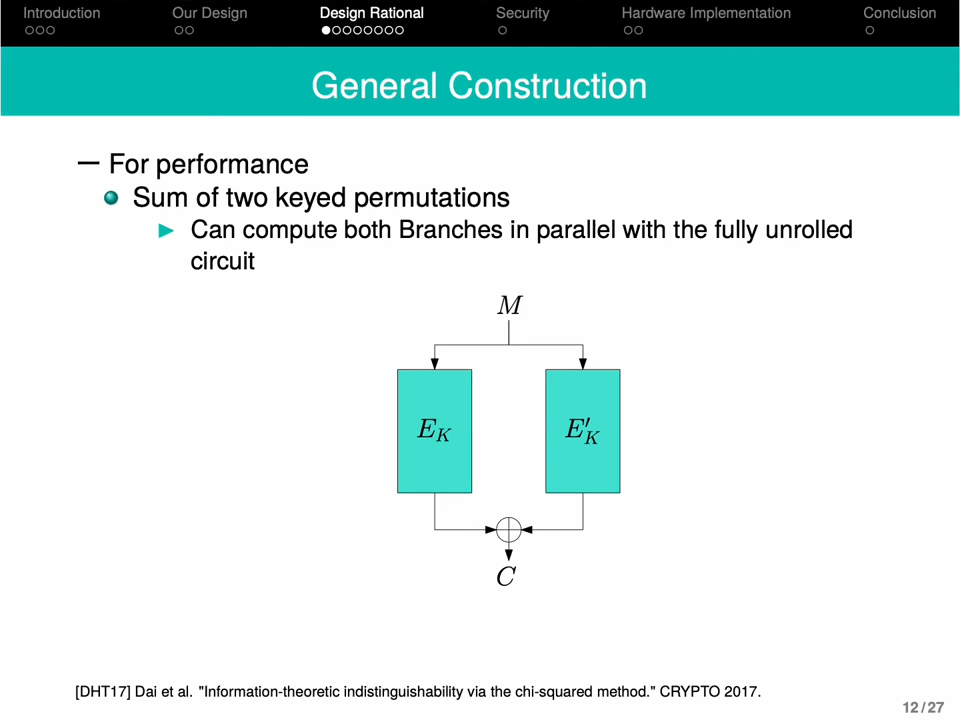 Introduction Our Design Design Rational Security Hardware Implementation Conclusion
General Construction
— For performance
Sum of two keyed permutations
Can compute both Branches in parallel with the fully unrolled
circuit
M
E_K E'_K
C
[DHT17] Dai et al. "Information-theoretic indistinguishability via the chi-squared method." CRYPTO 2017.
12 / 27